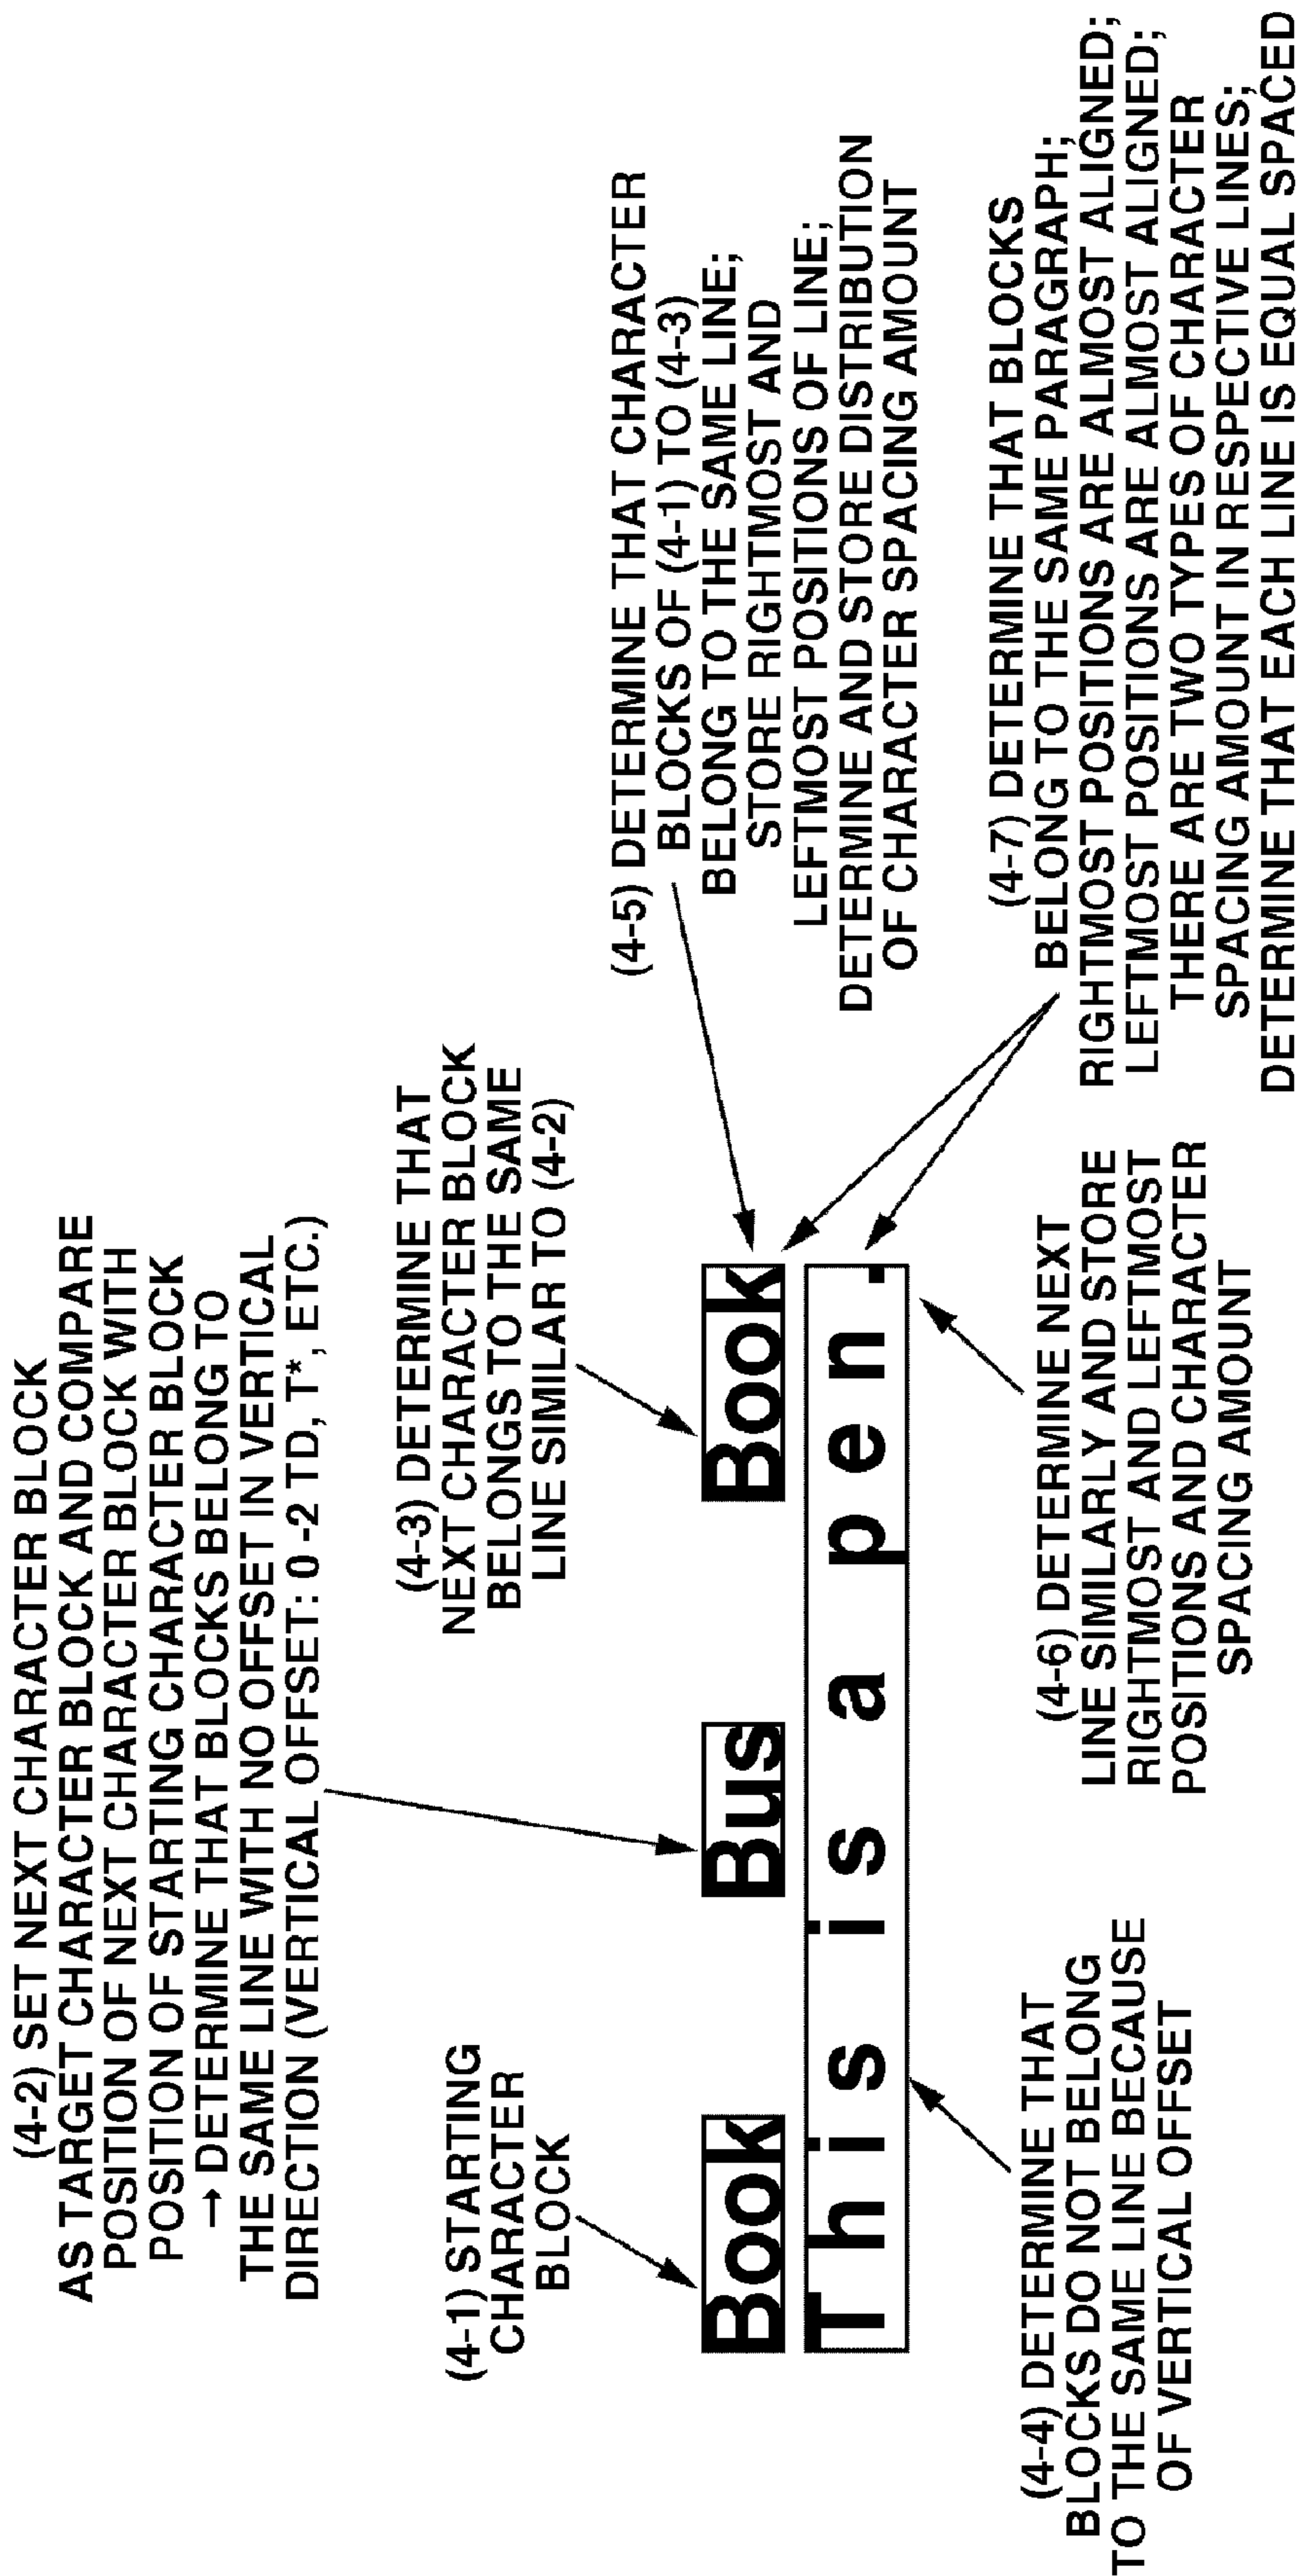 (4-2) SET NEXT CHARACTER BLOCK
AS TARGET CHARACTER BLOCK AND COMPARE
POSITION OF NEXT CHARACTER BLOCK WITH
POSITION OF STARTING CHARACTER BLOCK
→ DETERMINE THAT BLOCKS BELONG TO
THE SAME LINE WITH NO OFFSET IN VERTICAL
DIRECTION (VERTICAL OFFSET: 0 -2 TD, T*, ETC.)
(4-1) STARTING
CHARACTER
BLOCK
(4-3) DETERMINE THAT
NEXT CHARACTER BLOCK
BELONGS TO THE SAME
LINE SIMILAR TO (4-2)
(4-5) DETERMINE THAT CHARACTER
BLOCKS OF (4-1) TO (4-3)
BELONG TO THE SAME LINE;
STORE RIGHTMOST AND
LEFTMOST POSITIONS OF LINE;
DETERMINE AND STORE DISTRIBUTION
OF CHARACTER SPACING AMOUNT
Book Bus Book
This is a pen.
(4-4) DETERMINE THAT
BLOCKS DO NOT BELONG
TO THE SAME LINE BECAUSE
OF VERTICAL OFFSET
(4-6) DETERMINE NEXT
LINE SIMILARLY AND STORE
RIGHTMOST AND LEFTMOST
POSITIONS AND CHARACTER
SPACING AMOUNT
(4-7) DETERMINE THAT BLOCKS
BELONG TO THE SAME PARAGRAPH;
RIGHTMOST POSITIONS ARE ALMOST ALIGNED;
LEFTMOST POSITIONS ARE ALMOST ALIGNED;
THERE ARE TWO TYPES OF CHARACTER
SPACING AMOUNT IN RESPECTIVE LINES;
DETERMINE THAT EACH LINE IS EQUAL SPACED